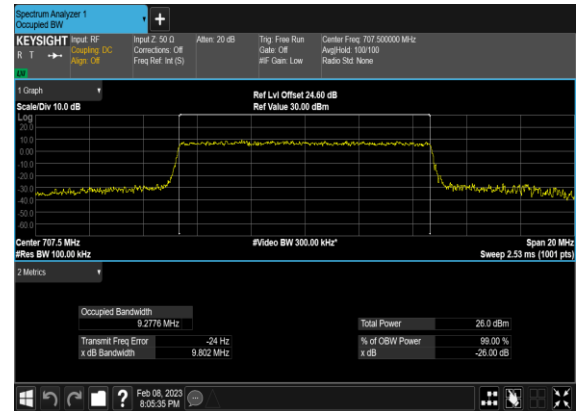 Spectrum Analyzer 1
Occupied BW
KEYSIGHT
R T
LXI
Input: RF
Coupling: DC
Align: Off
Input Z: 50 Ω
Corrections: Off
Freq Ref: Int (S)
Atten: 20 dB
Trig: Free Run
Gate: Off
#IF Gain: Low
Center Freq: 707.500000 MHz
Avg|Hold: 100/100
Radio Std: None
1 Graph
Scale/Div 10.0 dB
Ref Lvl Offset 24.60 dB
Ref Value 30.00 dBm
Log
20.0
10.0
0.00
-10.0
-20.0
-30.0
-40.0
-50.0
-60.0
Center 707.5 MHz
#Res BW 100.00 kHz
#Video BW 300.00 kHz*
Span 20 MHz
Sweep 2.53 ms (1001 pts)
2 Metrics
Occupied Bandwidth
9.2776 MHz
Total Power 26.0 dBm
Transmit Freq Error -24 Hz
% of OBW Power 99.00 %
x dB Bandwidth 9.802 MHz
x dB -26.00 dB
?
Feb 08, 2023
8:05:35 PM